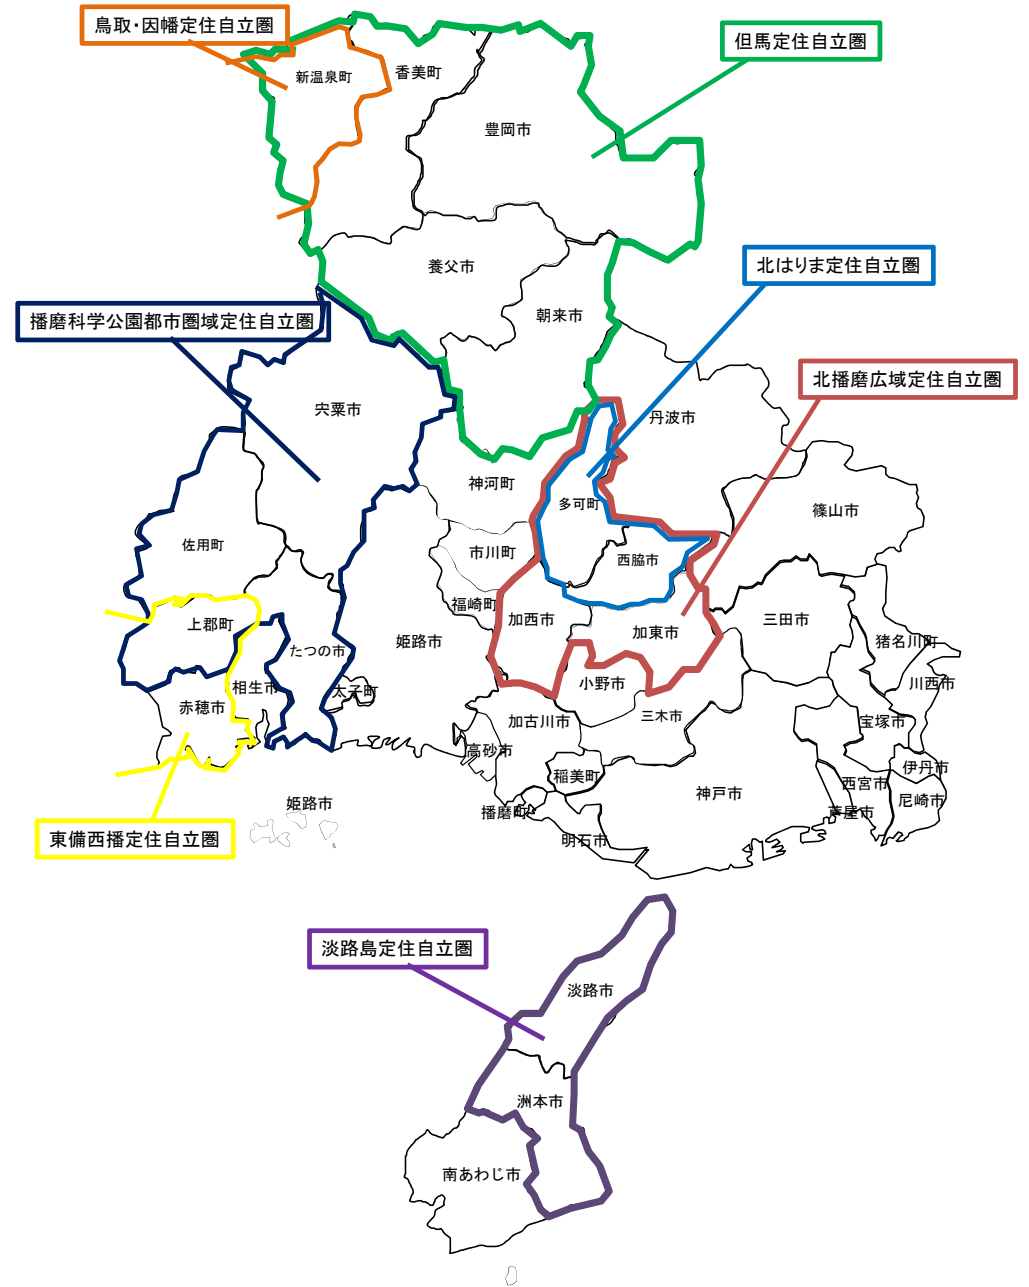 鳥取・因幡定住自立圏
但馬定住自立圏
新温泉町
香美町
豊岡市
養父市
北はりま定住自立圏
朝来市
播磨科学公園都市圏域定住自立圏
北播磨広域定住自立圏
宍粟市
丹波市
神河町
多可町
篠山市
佐用町
市川町
西脇市
福崎町
加西市
上郡町
姫路市
加東市
三田市
猪名川町
たつの市
相生市
太子町
小野市
川西市
赤穂市
加古川市
三木市
宝塚市
高砂市
伊丹市
稲美町
西宮市
神戸市
尼崎市
姫路市
播磨町
芦屋市
東備西播定住自立圏
明石市
淡路島定住自立圏
淡路市
洲本市
南あわじ市